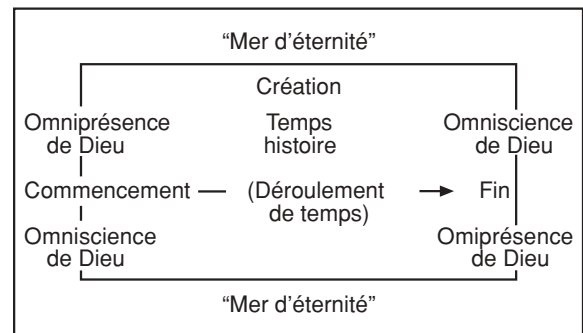 “Mer d’éternité”
Création
Omniprésence Temps Omniscience
de Dieu histoire de Dieu
Commencement (Déroulement Fin
de temps)
Omniscience Omiprésence
de Dieu de Dieu
“Mer d’éternité”